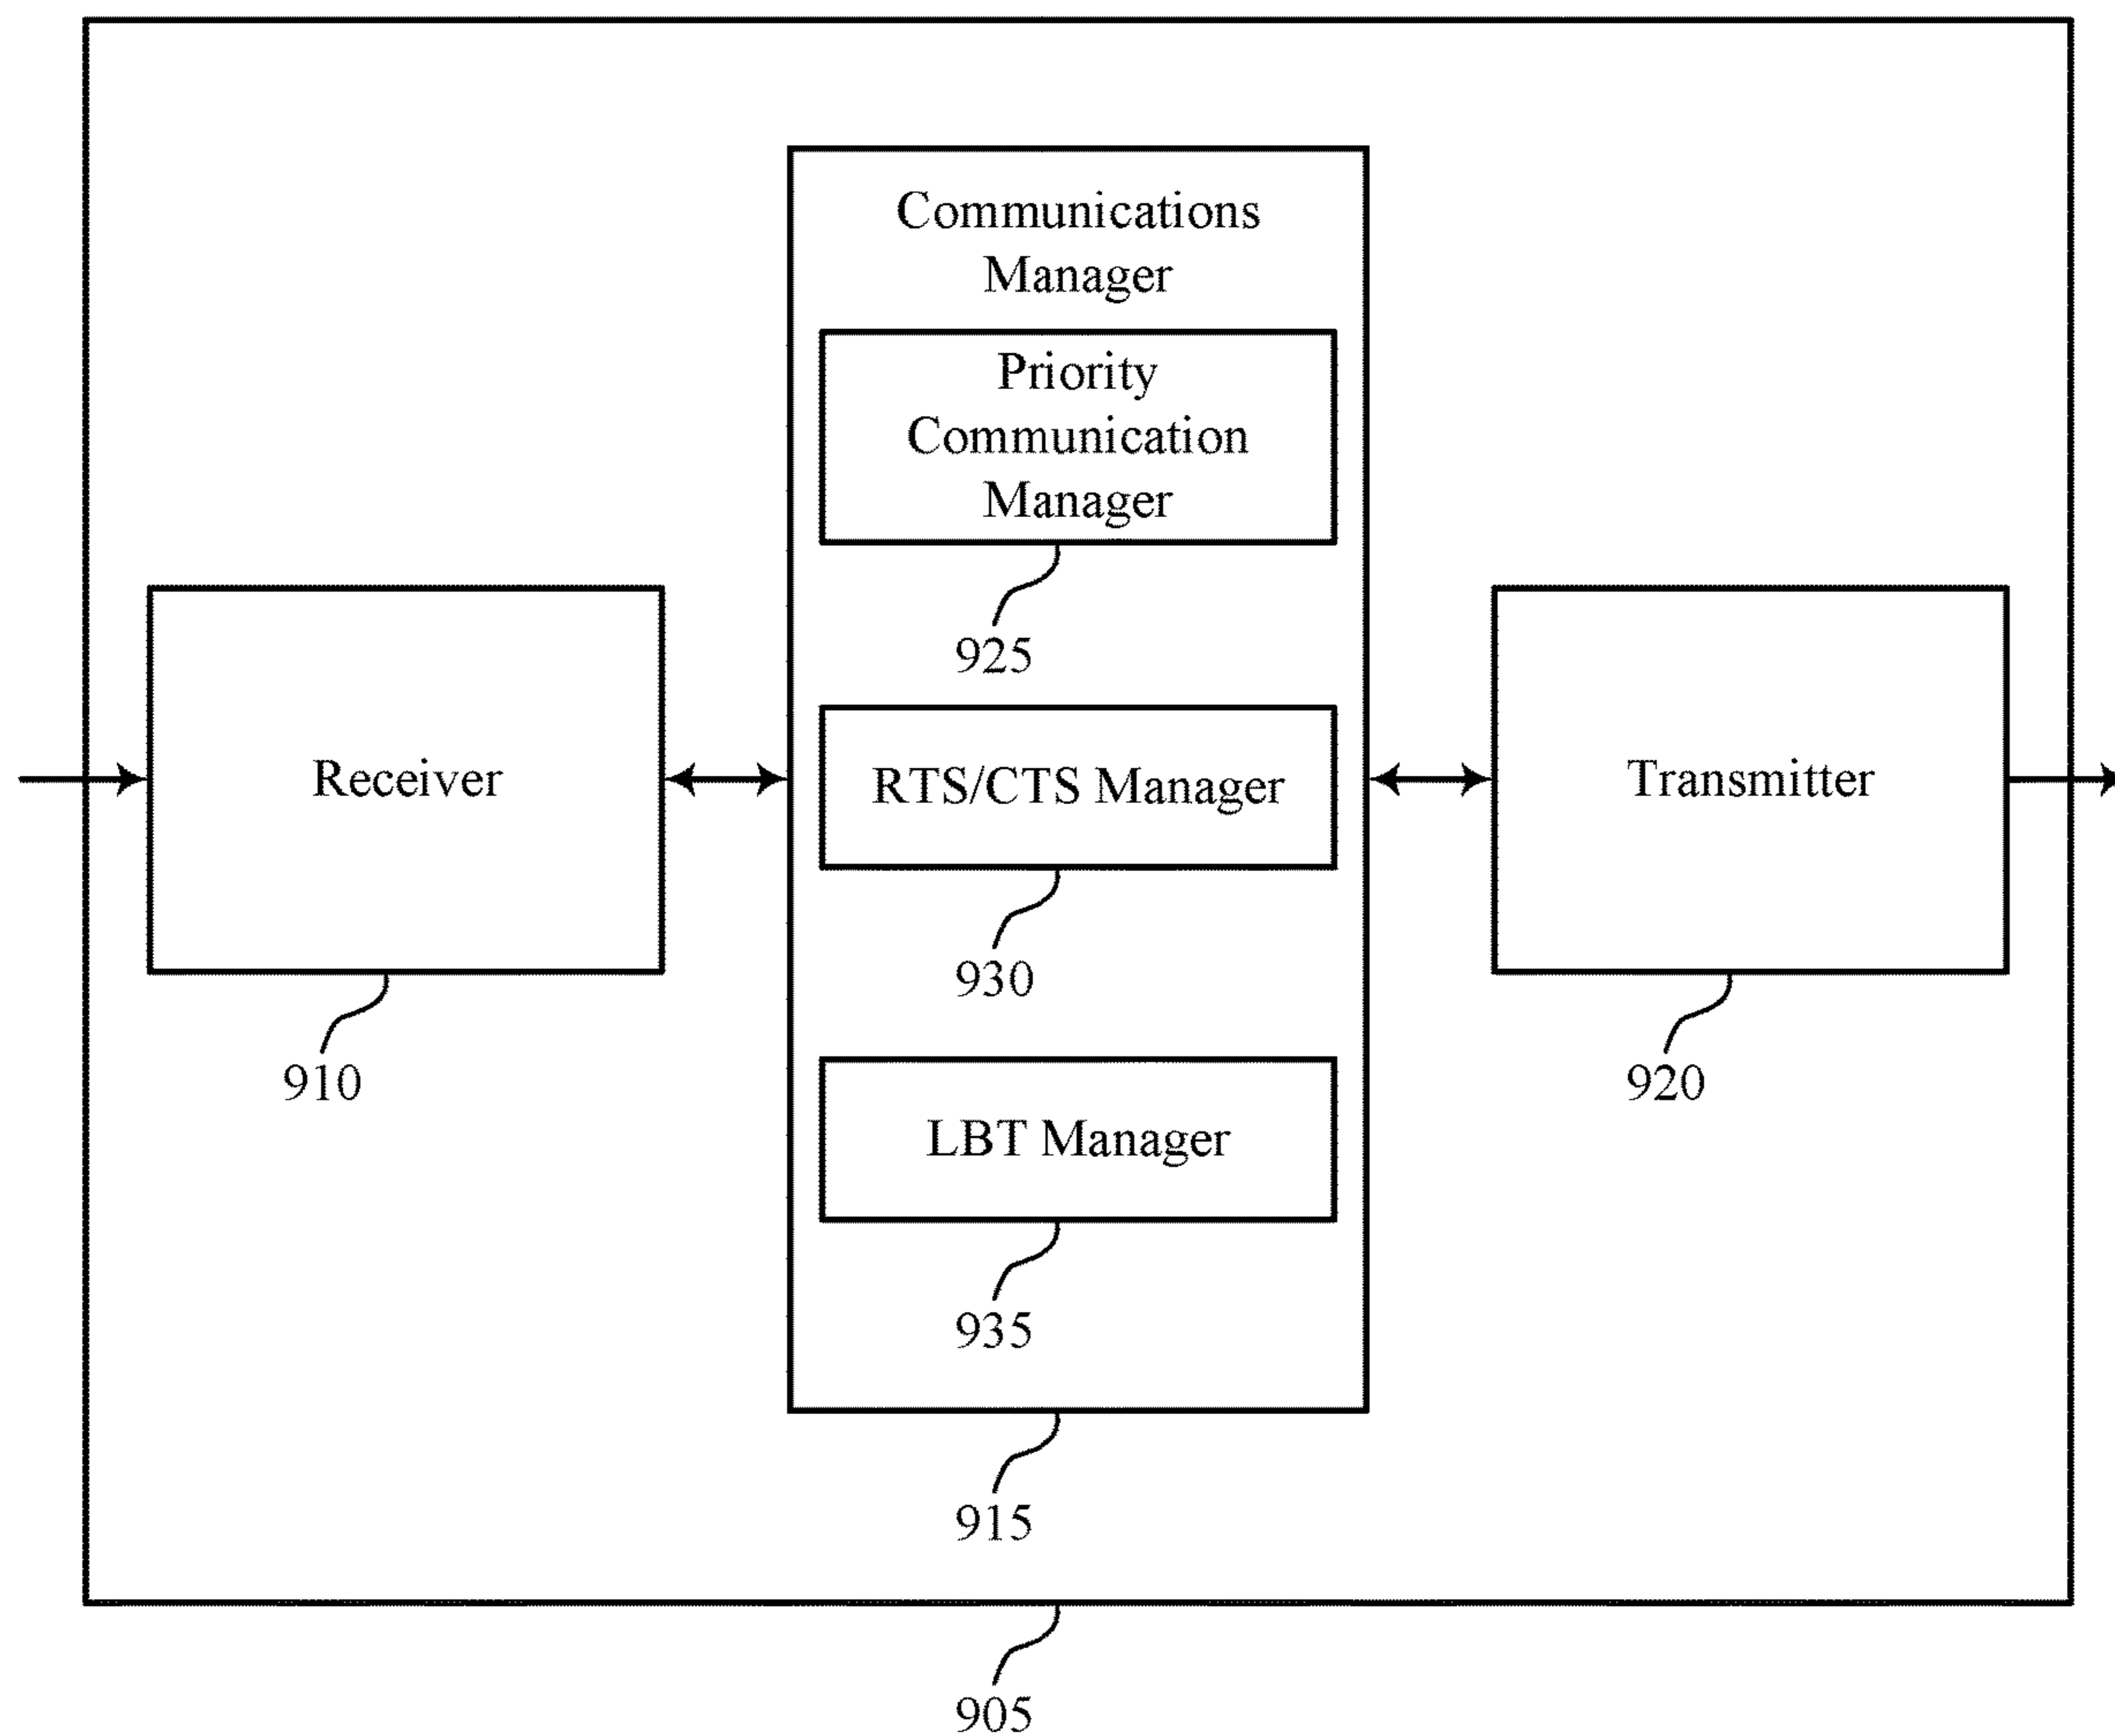 Communications
Manager
Priority
Communication
Manager
925
Receiver
RTS/CTS Manager
Transmitter
930
910
920
LBT Manager
935
915
905